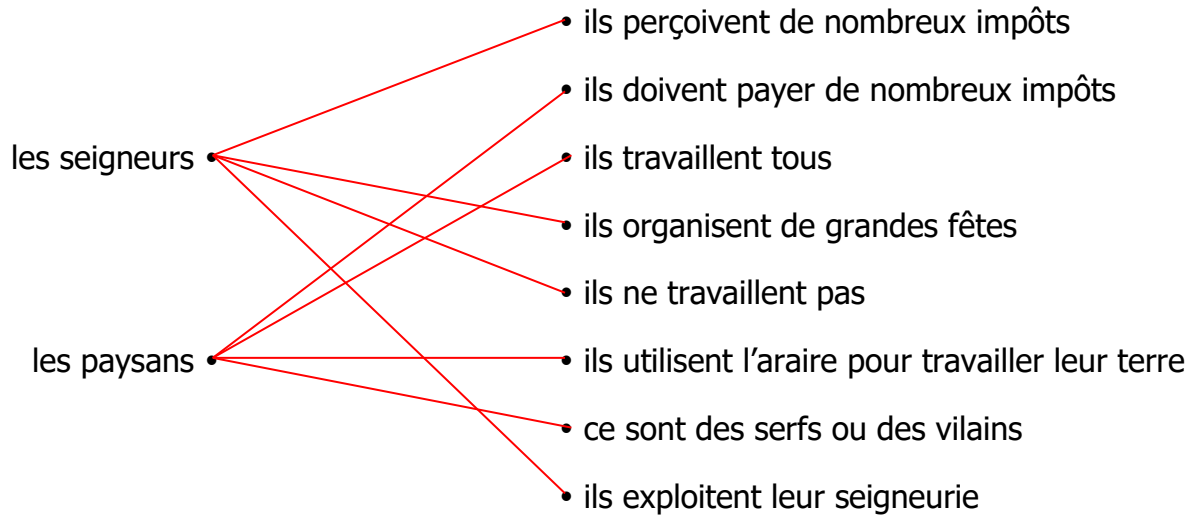 ils perçoivent de nombreux impôts
ils doivent payer de nombreux impôts
les seigneurs
ils travaillent tous
ils organisent de grandes fêtes
ils ne travaillent pas
les paysans
ils utilisent l’araire pour travailler leur terre
ce sont des serfs ou des vilains
ils exploitent leur seigneurie